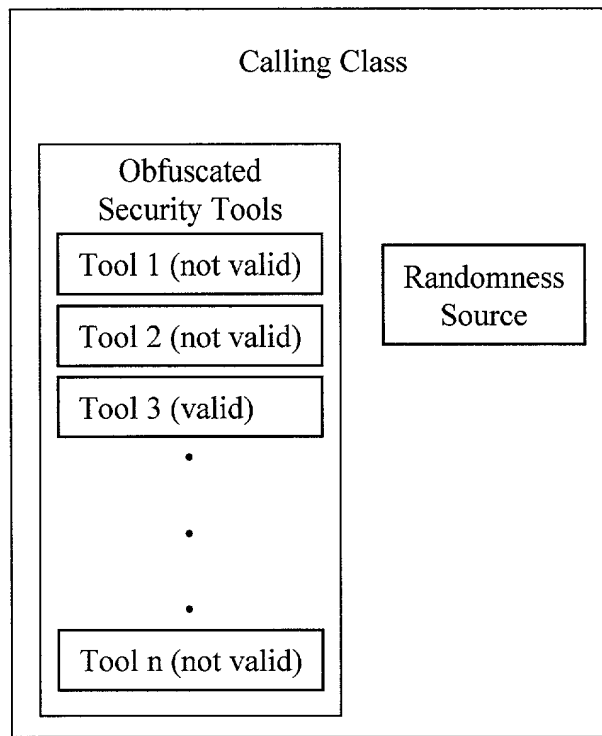 Calling Class
Obfuscated
Security Tools
Tool 1 (not valid)
Tool 2 (not valid)
Tool 3 (valid)
Tool n (not valid)
Randomness
Source